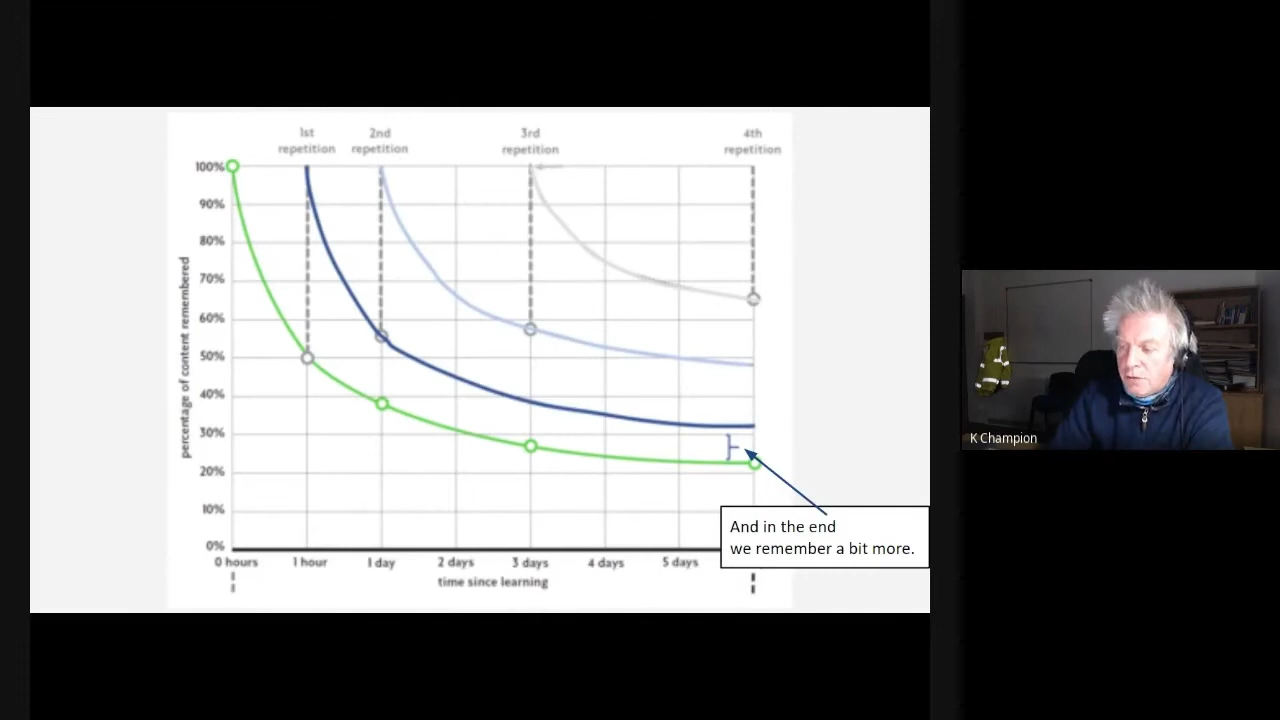 1st
repetition
2nd
repetition
3rd
repetition
4th
repetition
100%
90%
80%
70%
60%
50%
40%
30%
20%
10%
0%
percentage of content remembered
0 hours
1 hour
1 day
2 days
3 days
4 days
5 days
time since learning
And in the end
we remember a bit more.
K Champion